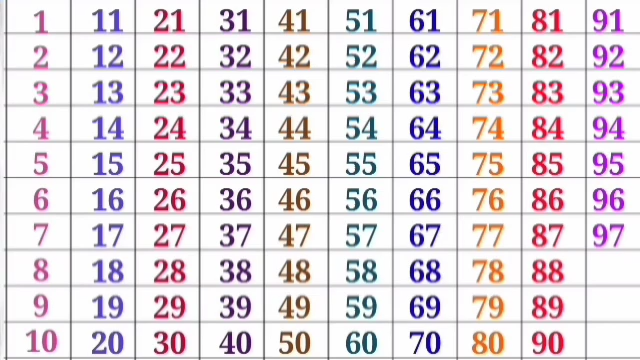 1 11 21 31 41 51 61 71 81 91
2 12 22 32 42 52 62 72 82 92
3 13 23 33 43 53 63 73 83 93
4 14 24 34 44 54 64 74 84 94
5 15 25 35 45 55 65 75 85 95
6 16 26 36 46 56 66 76 86 96
7 17 27 37 47 57 67 77 87 97
8 18 28 38 48 58 68 78 88
9 19 29 39 49 59 69 79 89
10 20 30 40 50 60 70 80 90